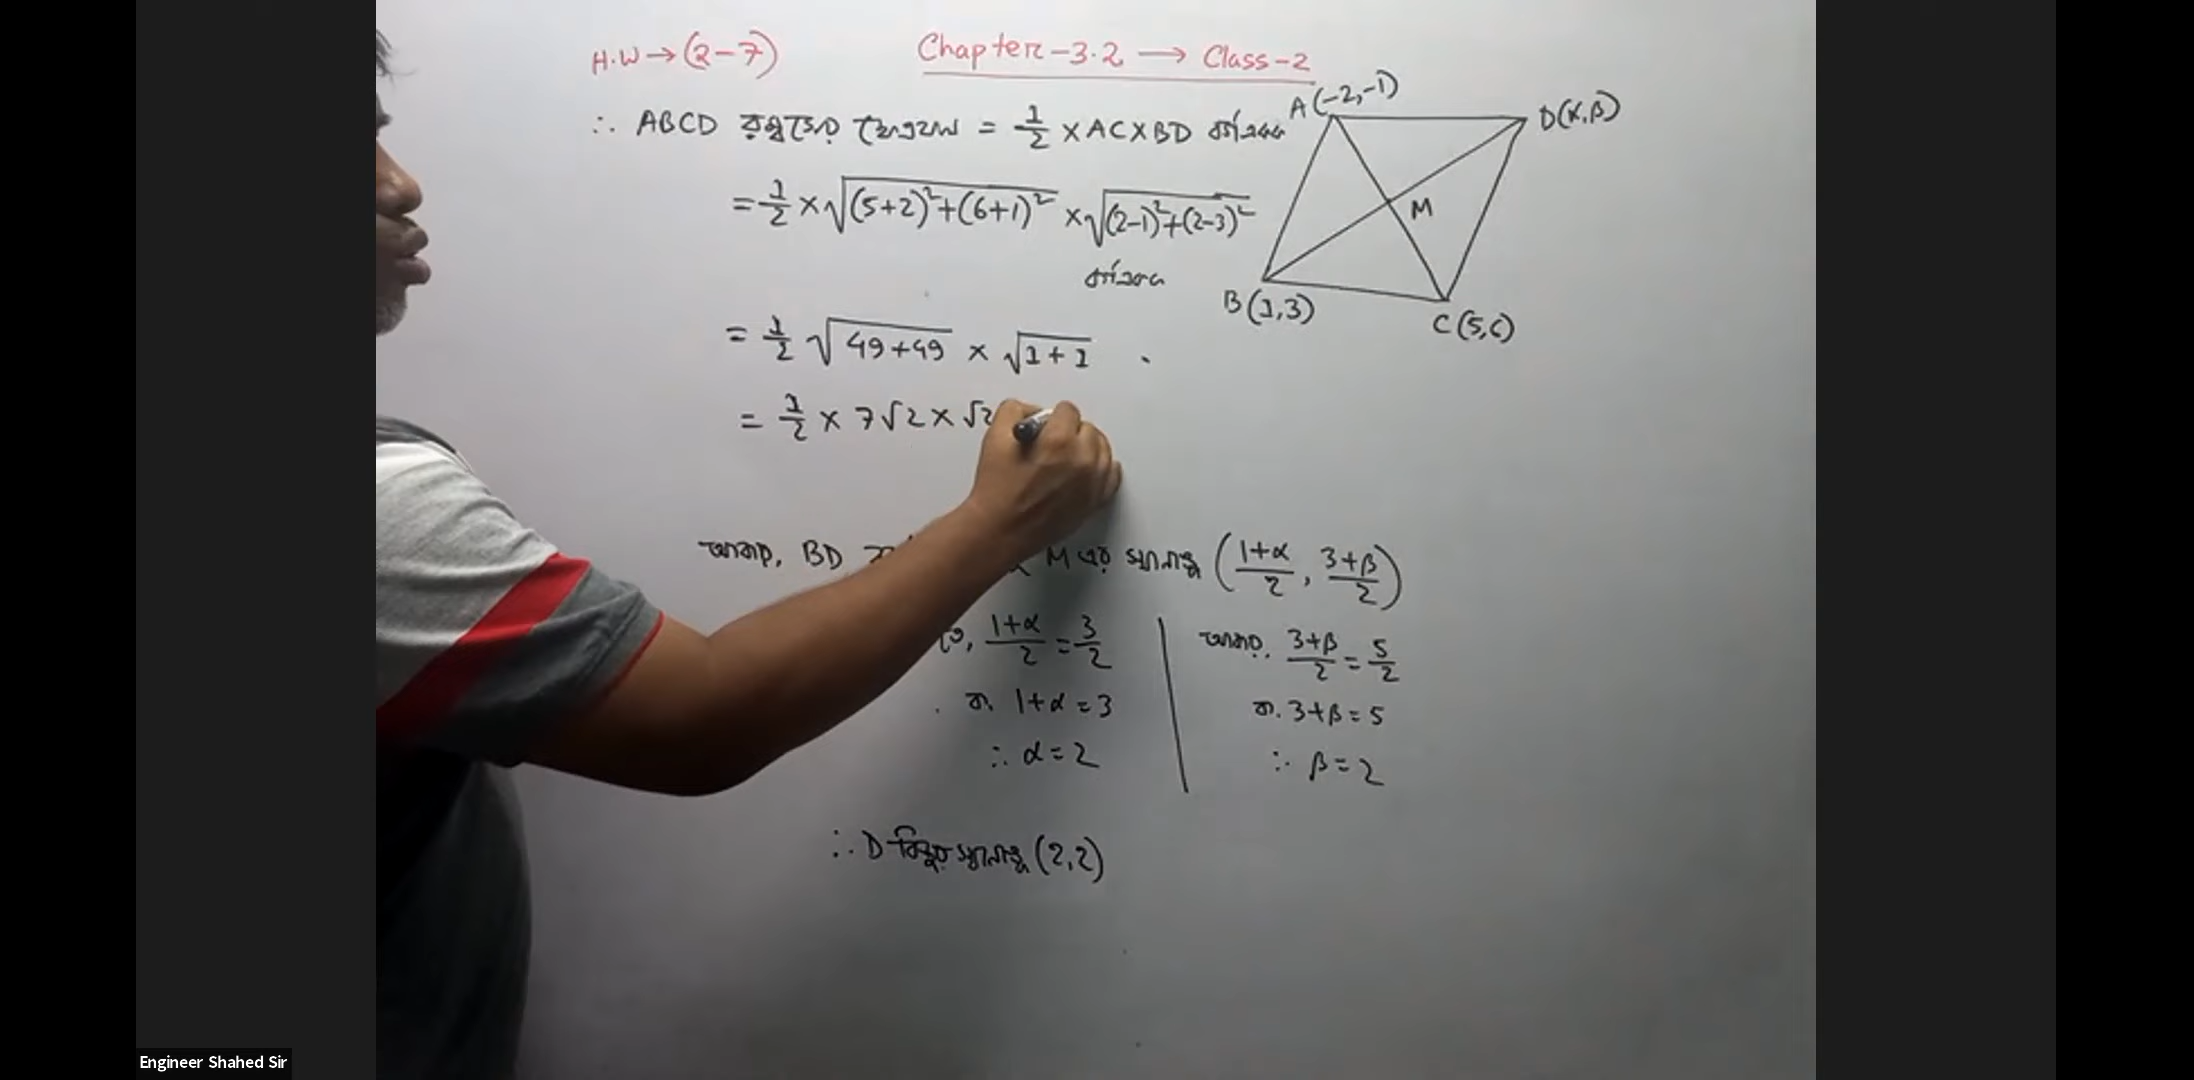 H.W → (2-7)
Chapter-3.2 → Class-2
∴ ABCD রম্বসের ক্ষেত্রফল = 1/2 × AC × BD বর্গএকক
= 1/2 × √((5+2)²+(6+1)²) × √((2-1)²+(2-3)²)
বর্গএকক
= 1/2 √(49+49) × √(1+1)
= 1/2 × 7√2 × √2
A(-2,-1)
D(α,β)
M
B(1,3)
C(5,6)
আবার, BD M এর স্থানাঙ্ক ((1+α)/2, (3+β)/2)
(1+α)/2 = 3/2
বা, 1+α = 3
∴ α = 2
আবার, (3+β)/2 = 5/2
বা, 3+β = 5
∴ β = 2
∴ D বিন্দুর স্থানাঙ্ক (2,2)
Engineer Shahed Sir